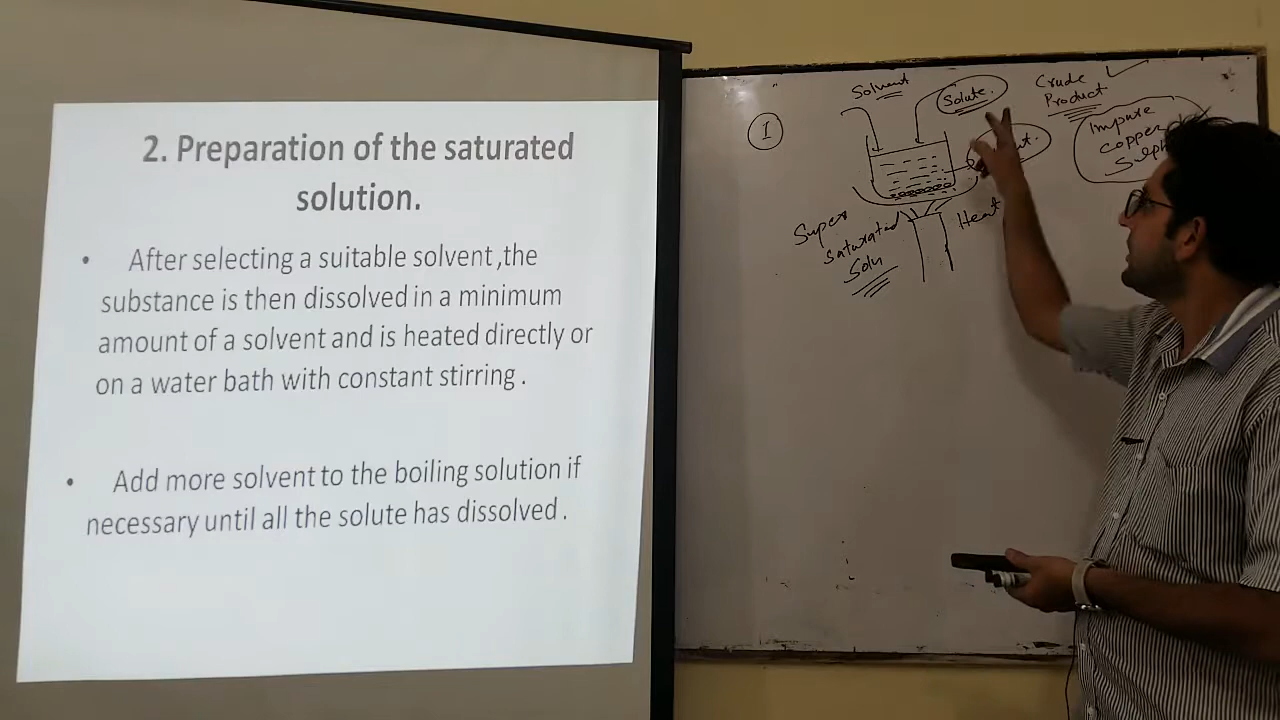 2. Preparation of the saturated
solution.
• After selecting a suitable solvent ,the
substance is then dissolved in a minimum
amount of a solvent and is heated directly or
on a water bath with constant stirring .
• Add more solvent to the boiling solution if
necessary until all the solute has dissolved .
I
Solvent
Solute.
Crude
Product
Impure
Copper
Heat
Super
Saturated
Soln